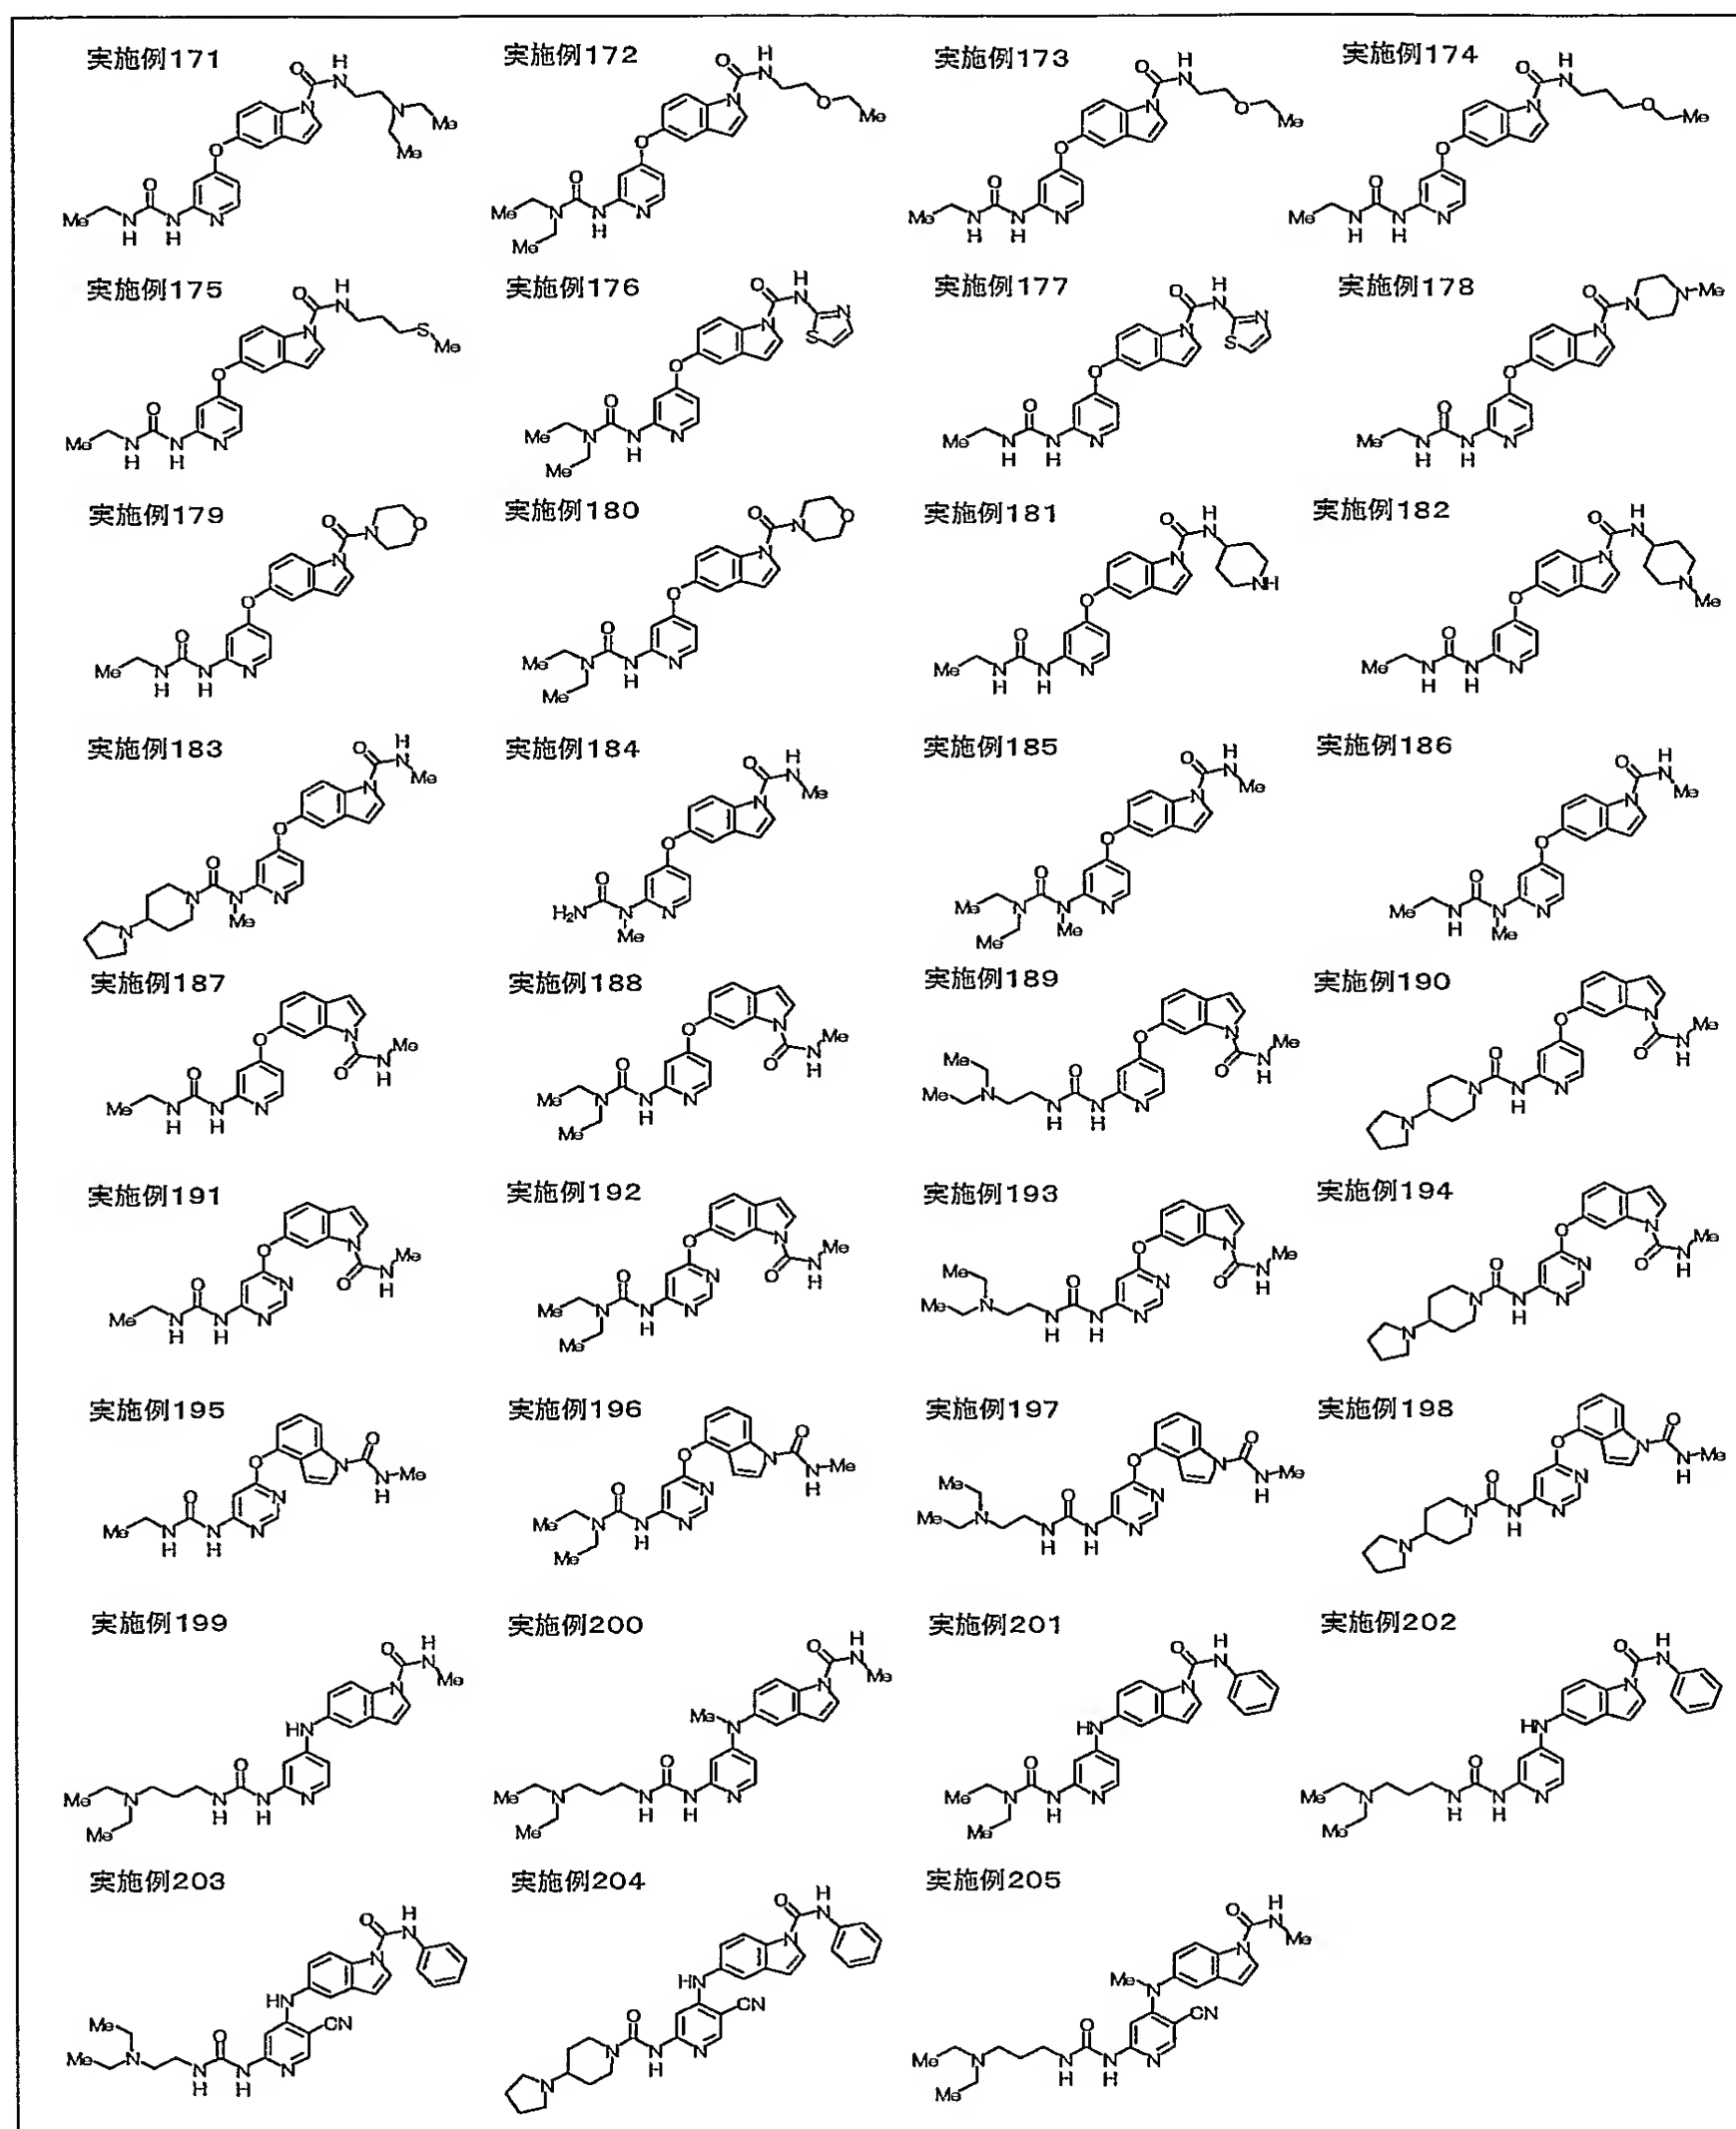 実施例171 実施例172 実施例173 実施例174
実施例175 実施例176 実施例177 実施例178
実施例179 実施例180 実施例181 実施例182
実施例183 実施例184 実施例185 実施例186
実施例187 実施例188 実施例189 実施例190
実施例191 実施例192 実施例193 実施例194
実施例195 実施例196 実施例197 実施例198
実施例199 実施例200 実施例201 実施例202
実施例203 実施例204 実施例205